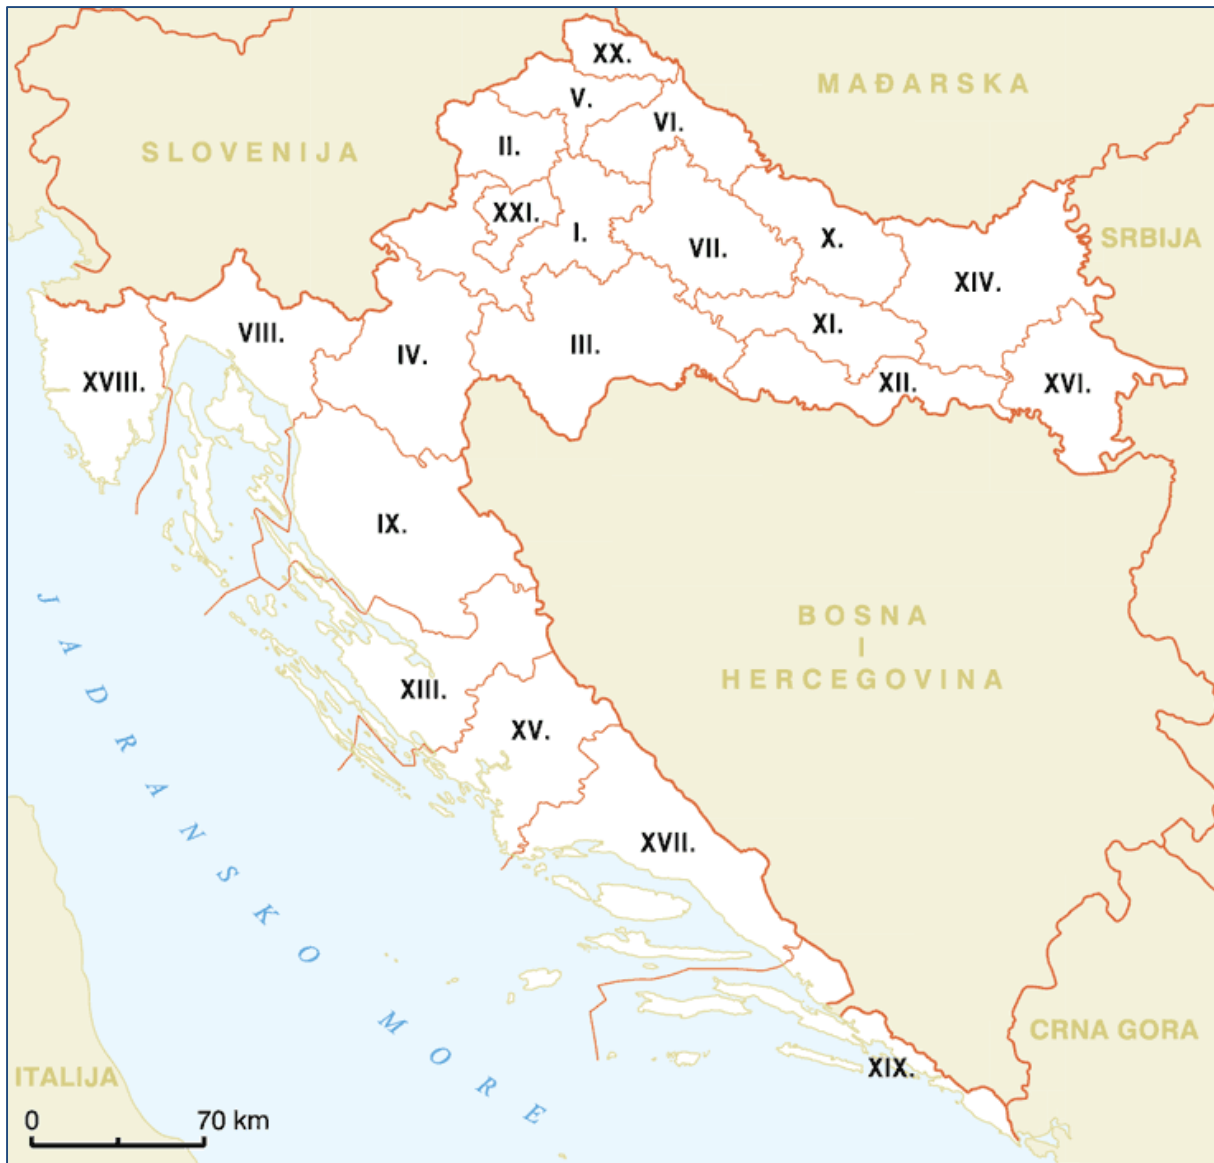 XX.
MAĐARSKA
V.
VI.
SLOVENIJA
II.
XXI.
I.
VII.
X.
SRBIJA
XIV.
VIII.
XI.
III.
IV.
XVIII.
XII.
XVI.
IX.
BOSNA
I
HERCEGOVINA
XIII.
XV.
JADRANSKO MORE
XVII.
CRNA GORA
XIX.
ITALIJA
0 70 km